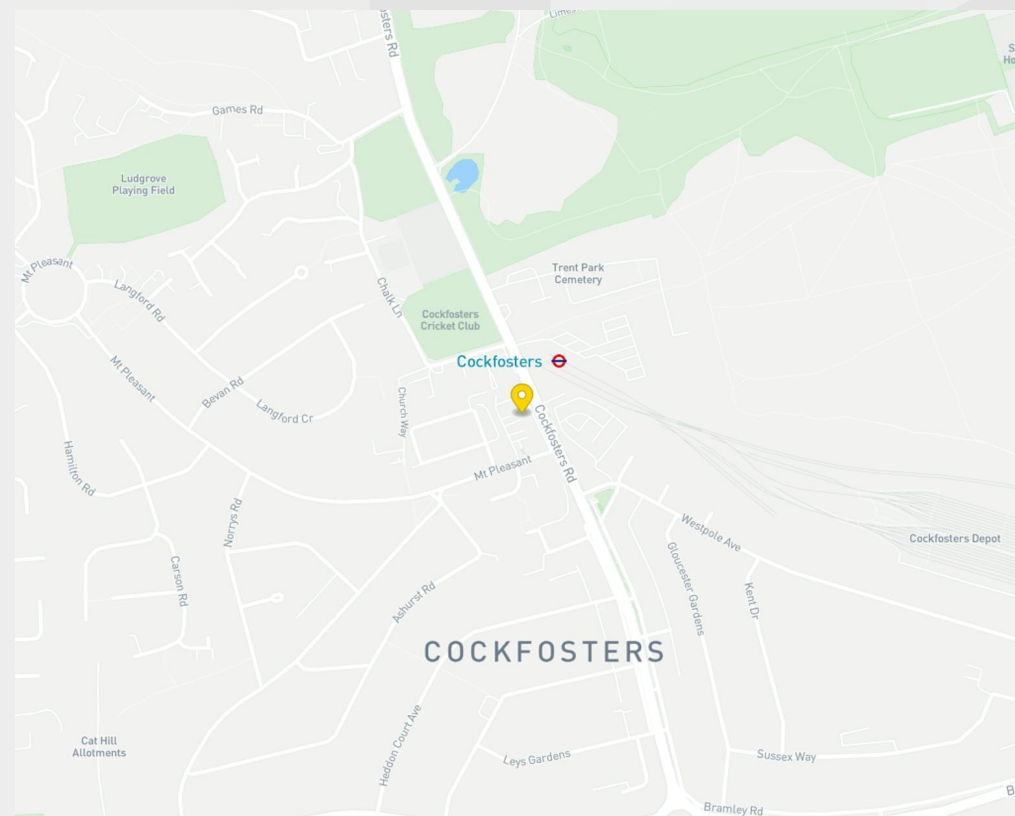 Limes
sters Rd
Games Rd
Ludgrove
Playing Field
Mt Pleasant
Langford Rd
Chalk Ln
Trent Park
Cemetery
Cockfosters
Cricket Club
Cockfosters
Mt Pleasant
Bevan Rd
Langford Cr
Church Way
Cockfosters Rd
Mt Pleasant
Hamilton Rd
Norrys Rd
Westpole Ave
Cockfosters Depot
Carson Rd
Ashurst Rd
Gloucester Gardens
Kent Dr
COCKFOSTERS
Cat Hill
Allotments
Heddon Court Ave
Leys Gardens
Sussex Way
Bramley Rd